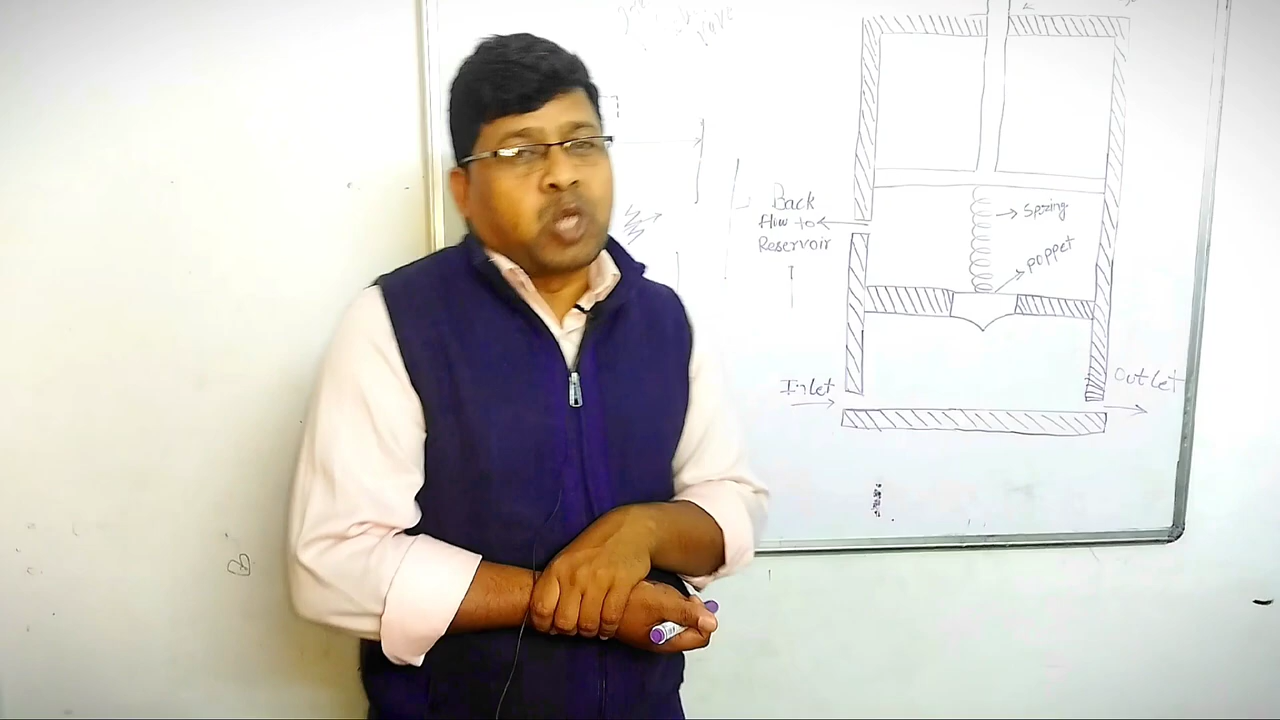 Back
flow to
Reservoir
Spring
poppet
Inlet
Outlet